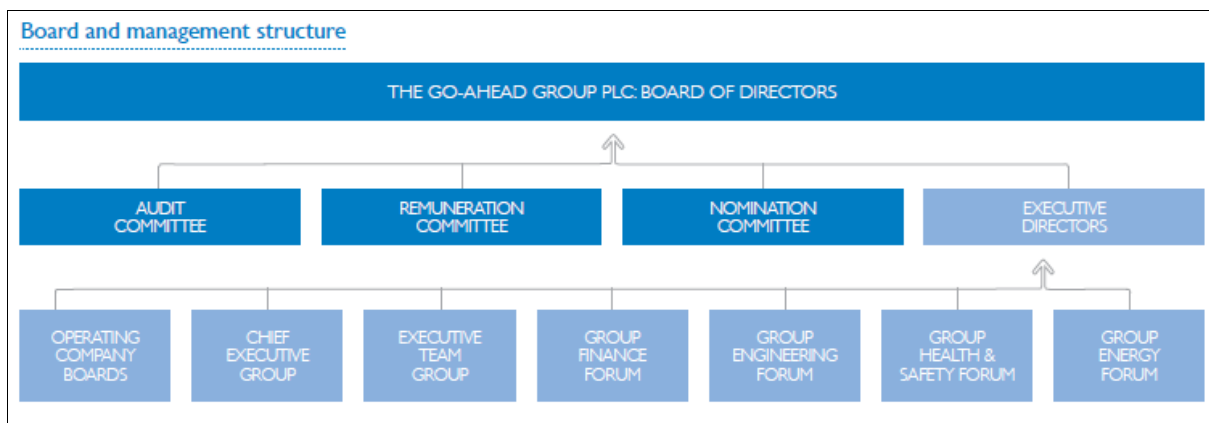 Board and management structure
THE GO-AHEAD GROUP PLC: BOARD OF DIRECTORS
AUDIT
COMMITTEE
REMUNERATION
COMMITTEE
NOMINATION
COMMITTEE
EXECUTIVE
DIRECTORS
OPERATING
COMPANY
BOARDS
CHIEF
EXECUTIVE
GROUP
EXECUTIVE
TEAM
GROUP
GROUP
FINANCE
FORUM
GROUP
ENGINEERING
FORUM
GROUP
HEALTH &
SAFETY FORUM
GROUP
ENERGY
FORUM